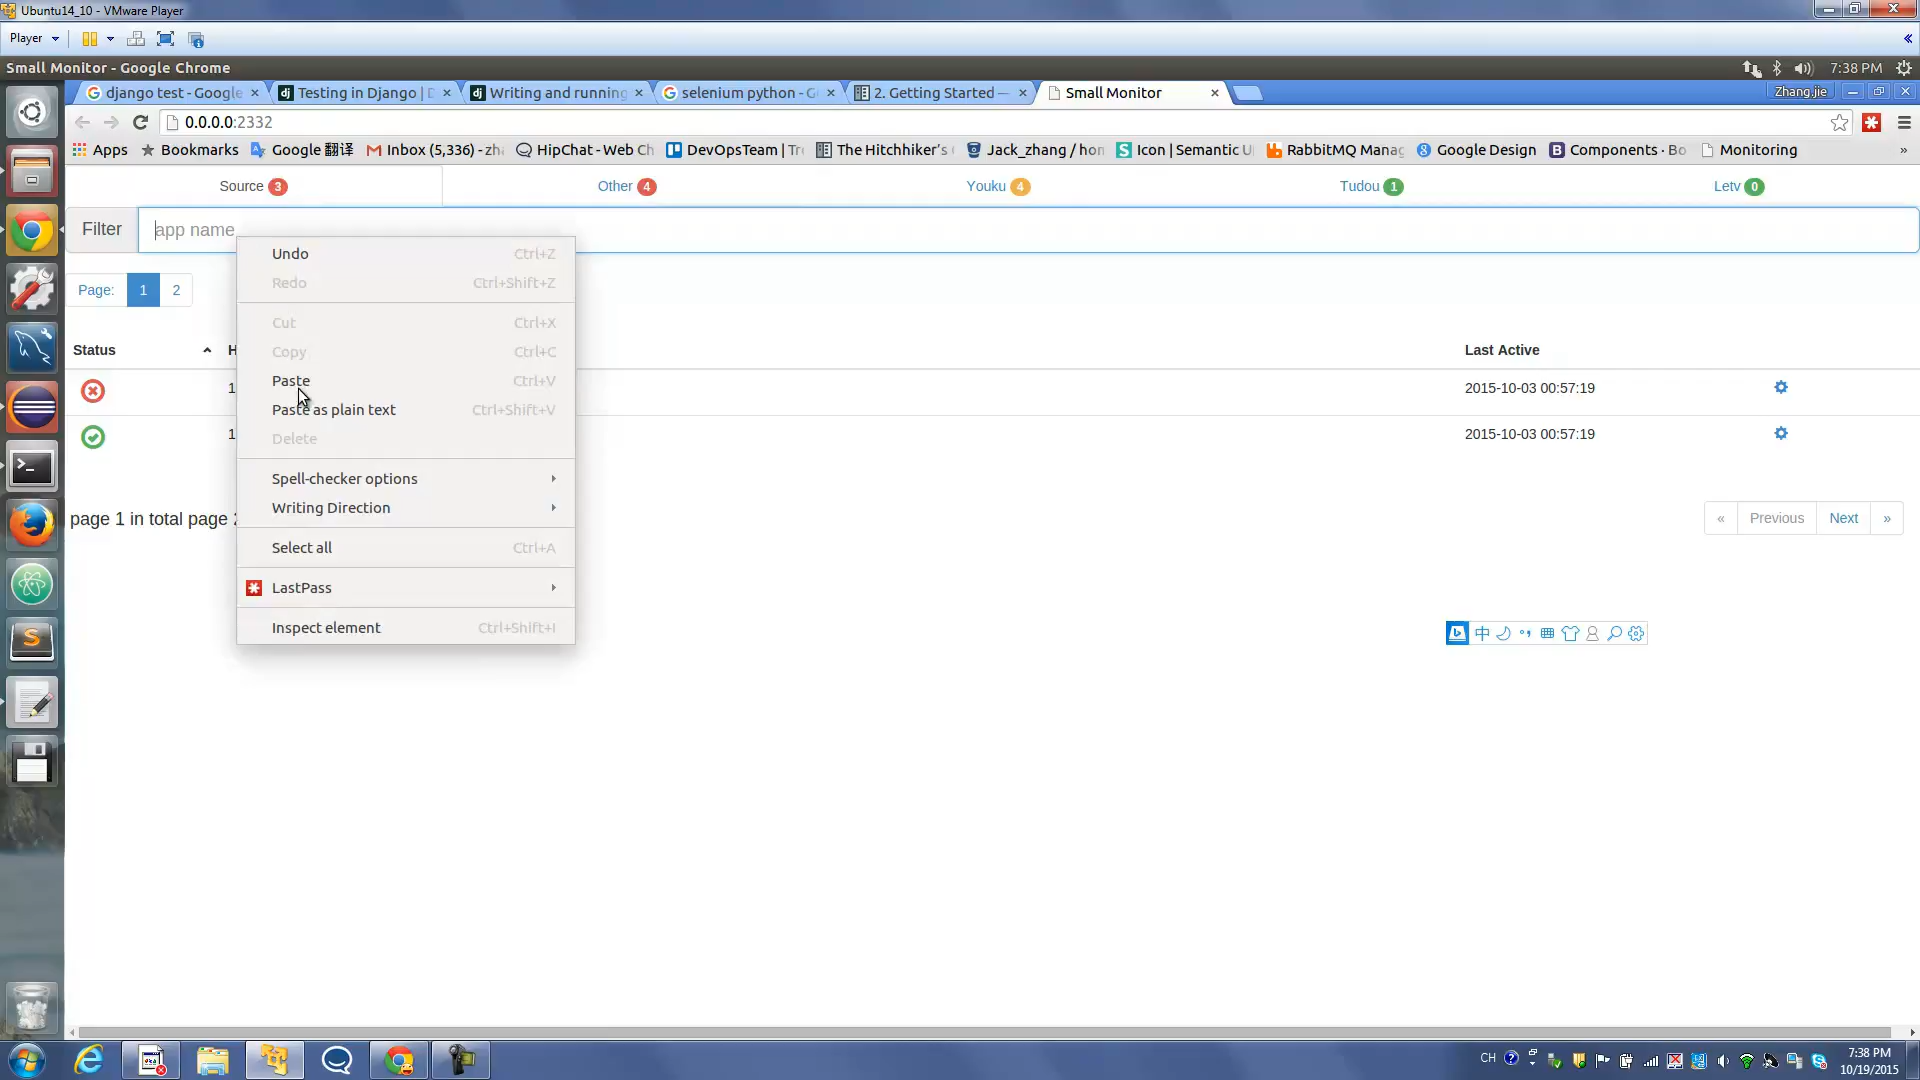 Ubuntu14_10 - VMware Player
Player
Small Monitor - Google Chrome
7:38 PM
django test - Google
Testing in Django | D
Writing and running
selenium python - G
2. Getting Started —
Small Monitor
Zhang.jie
0.0.0.0:2332
Apps
Bookmarks
Google 翻译
Inbox (5,336) - zh
HipChat - Web Ch
DevOpsTeam | Tr
The Hitchhiker's
Jack_zhang / hon
Icon | Semantic U
RabbitMQ Manag
Google Design
Components · Bo
Monitoring
»
Source 3
Other 4
Youku 4
Tudou 1
Letv 0
Filter
app name
Page: 1 2
Status
H
Last Active
1
2015-10-03 00:57:19
1
2015-10-03 00:57:19
page 1 in total page 2
« Previous Next »
Undo Ctrl+Z
Redo Ctrl+Shift+Z
Cut Ctrl+X
Copy Ctrl+C
Paste Ctrl+V
Paste as plain text Ctrl+Shift+V
Delete
Spell-checker options
Writing Direction
Select all Ctrl+A
LastPass
Inspect element Ctrl+Shift+I
中
CH
7:38 PM
10/19/2015